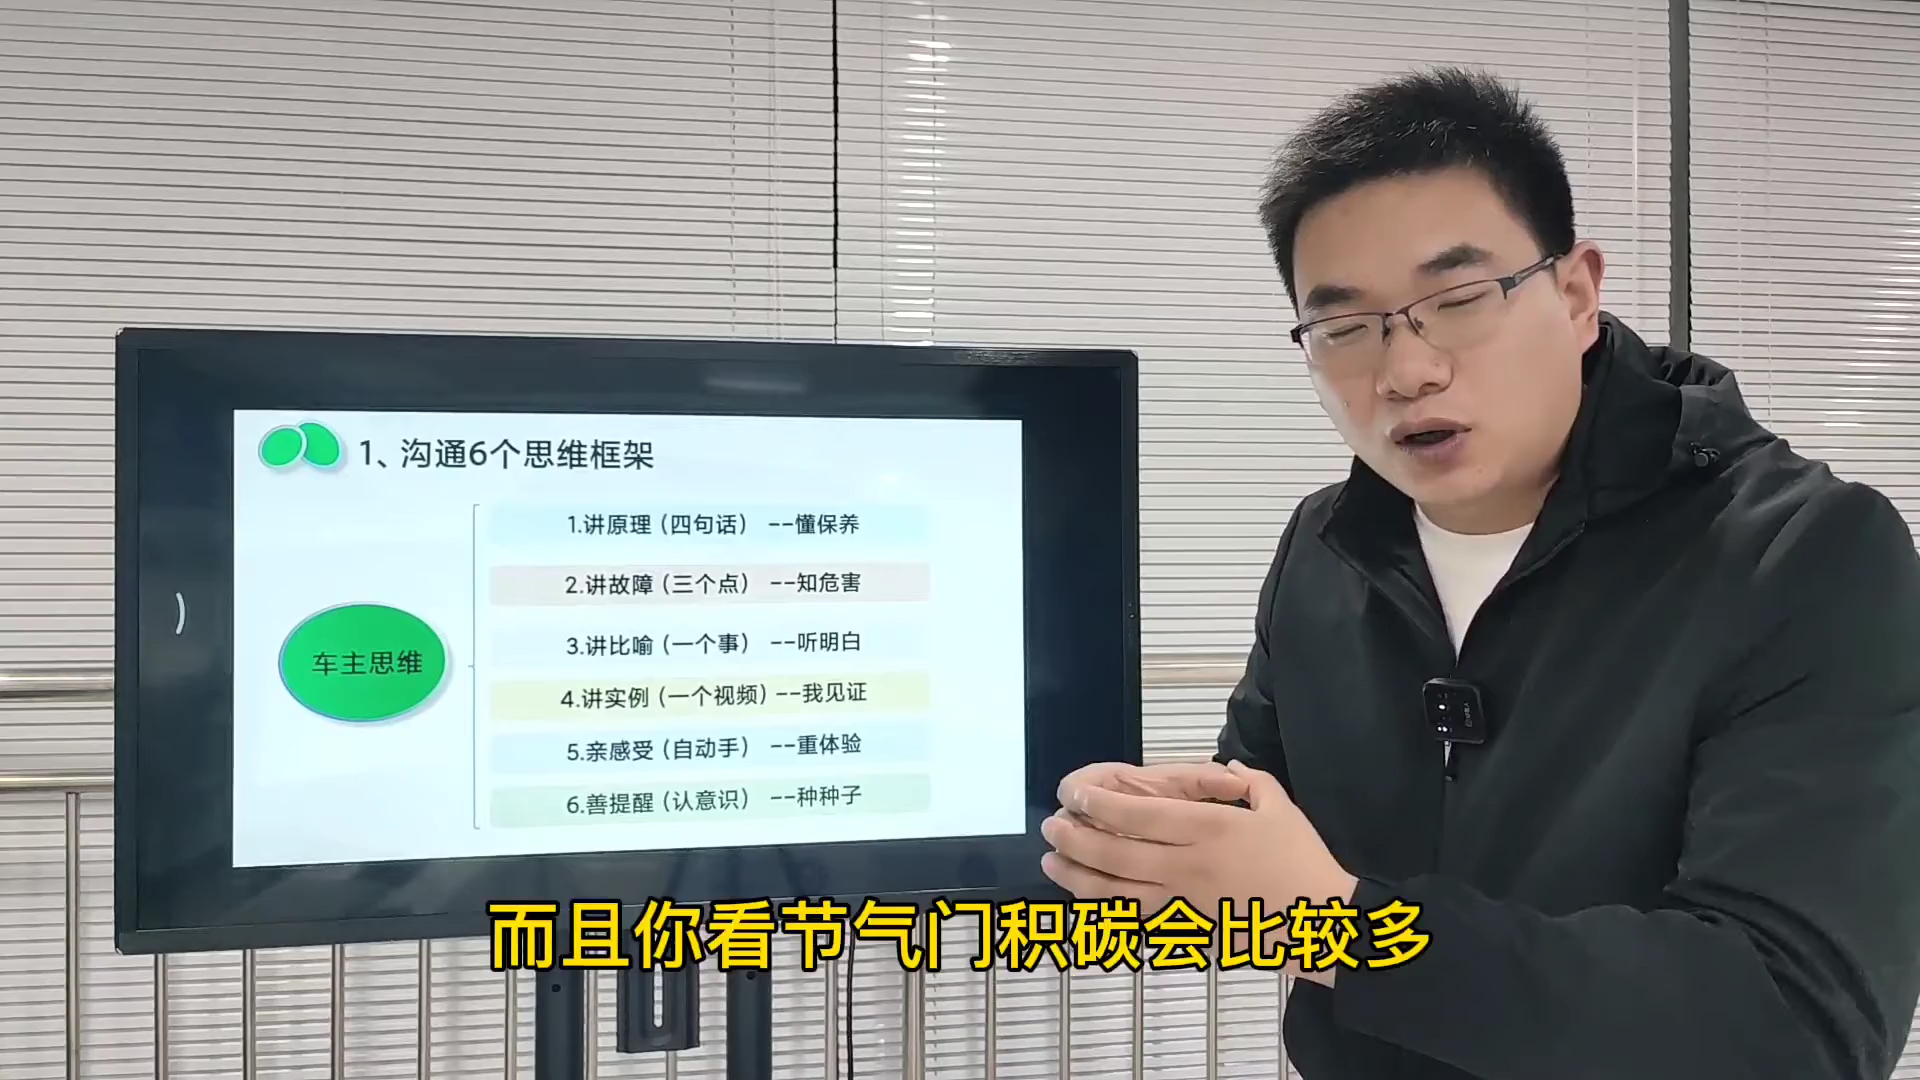 1、沟通6个思维框架
车主思维
1.讲原理（四句话） --懂保养
2.讲故障（三个点） --知危害
3.讲比喻（一个事） --听明白
4.讲实例（一个视频）--我见证
5.亲感受（自动手） --重体验
6.善提醒（认意识） --种种子
而且你看节气门积碳会比较多